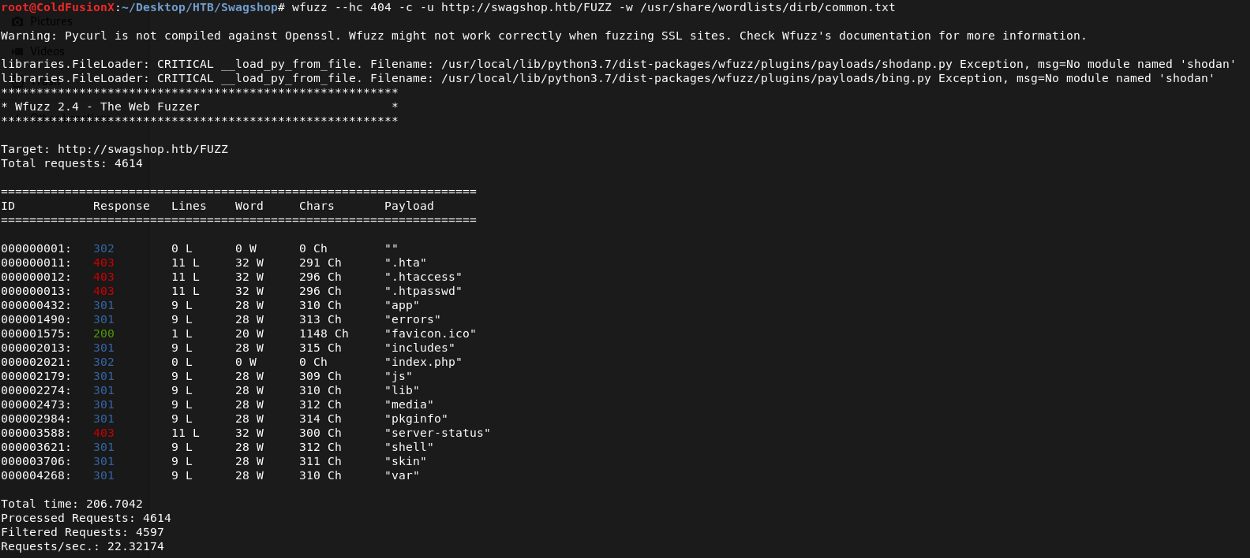 root@ColdFusionX:~/Desktop/HTB/Swagshop# wfuzz --hc 404 -c -u http://swagshop.htb/FUZZ -w /usr/share/wordlists/dirb/common.txt
Pictures
Warning: Pycurl is not compiled against Openssl. Wfuzz might not work correctly when fuzzing SSL sites. Check Wfuzz's documentation for more information.
Videos
libraries.FileLoader: CRITICAL __load_py_from_file. Filename: /usr/local/lib/python3.7/dist-packages/wfuzz/plugins/payloads/shodanp.py Exception, msg=No module named 'shodan'
libraries.FileLoader: CRITICAL __load_py_from_file. Filename: /usr/local/lib/python3.7/dist-packages/wfuzz/plugins/payloads/bing.py Exception, msg=No module named 'shodan'
********************************************************
* Wfuzz 2.4 - The Web Fuzzer                           *
********************************************************
Target: http://swagshop.htb/FUZZ
Total requests: 4614
===================================================================
ID           Response   Lines    Word     Chars       Payload
===================================================================
000000001:   302        0 L      0 W      0 Ch        ""
000000011:   403        11 L     32 W     291 Ch      ".hta"
000000012:   403        11 L     32 W     296 Ch      ".htaccess"
000000013:   403        11 L     32 W     296 Ch      ".htpasswd"
000000432:   301        9 L      28 W     310 Ch      "app"
000001490:   301        9 L      28 W     313 Ch      "errors"
000001575:   200        1 L      20 W     1148 Ch     "favicon.ico"
000002013:   301        9 L      28 W     315 Ch      "includes"
000002021:   302        0 L      0 W      0 Ch        "index.php"
000002179:   301        9 L      28 W     309 Ch      "js"
000002274:   301        9 L      28 W     310 Ch      "lib"
000002473:   301        9 L      28 W     312 Ch      "media"
000002984:   301        9 L      28 W     314 Ch      "pkginfo"
000003588:   403        11 L     32 W     300 Ch      "server-status"
000003621:   301        9 L      28 W     312 Ch      "shell"
000003706:   301        9 L      28 W     311 Ch      "skin"
000004268:   301        9 L      28 W     310 Ch      "var"
Total time: 206.7042
Processed Requests: 4614
Filtered Requests: 4597
Requests/sec.: 22.32174